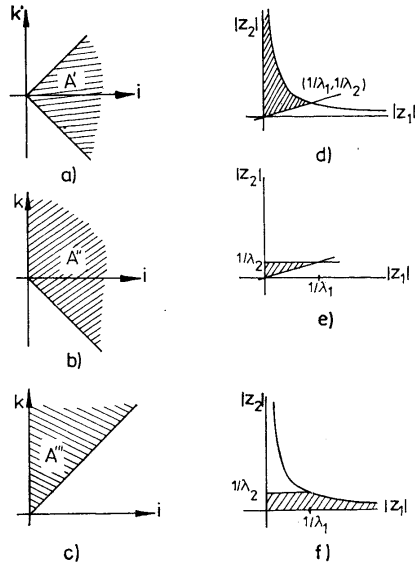 k'
A'
i
a)
|z₂|
(1/λ₁,1/λ₂)
|z₁|
d)
k
A''
i
b)
|z₂|
1/λ₂
1/λ₁
|z₁|
e)
k
A'''
i
c)
|z₂|
1/λ₂
1/λ₁
|z₁|
f)